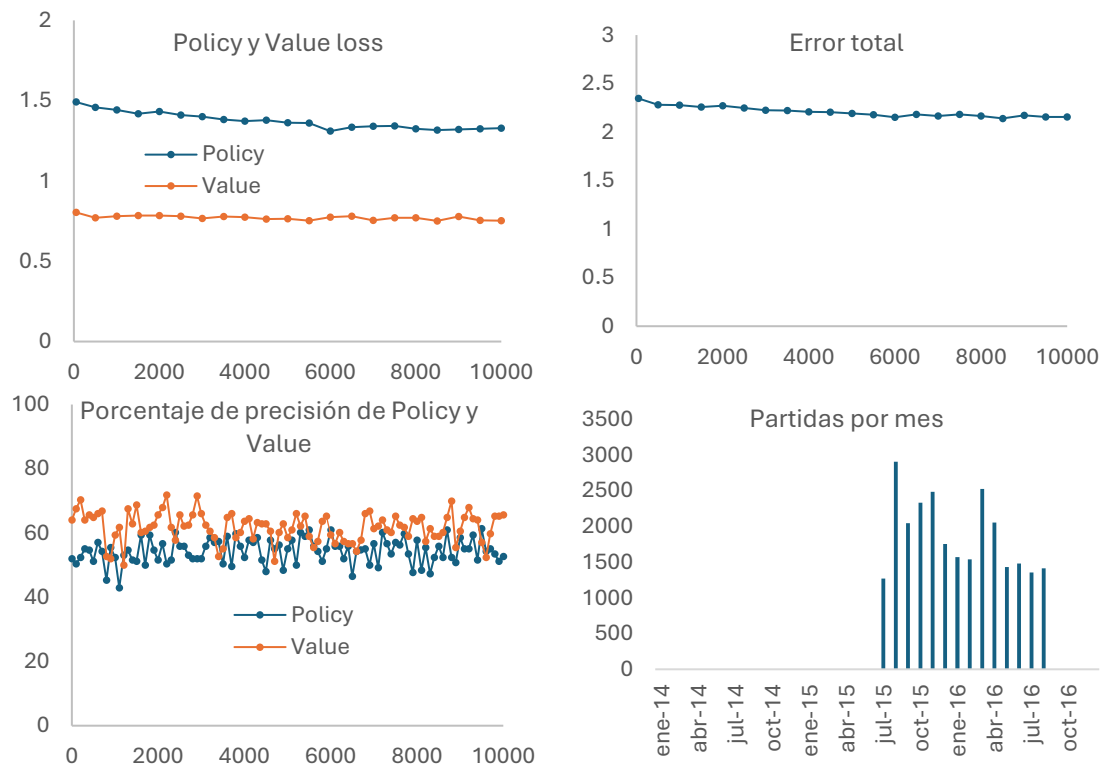 Policy y Value loss
2
1.5
1
0.5
0
Policy
Value
0 2000 4000 6000 8000 10000
Error total
3
2.5
2
1.5
1
0.5
0
0 2000 4000 6000 8000 10000
Porcentaje de precisión de Policy y
Value
100
80
60
40
20
0
Policy
Value
0 2000 4000 6000 8000 10000
Partidas por mes
3500
3000
2500
2000
1500
1000
500
0
ene-14
abr-14
jul-14
oct-14
ene-15
abr-15
jul-15
oct-15
ene-16
abr-16
jul-16
oct-16